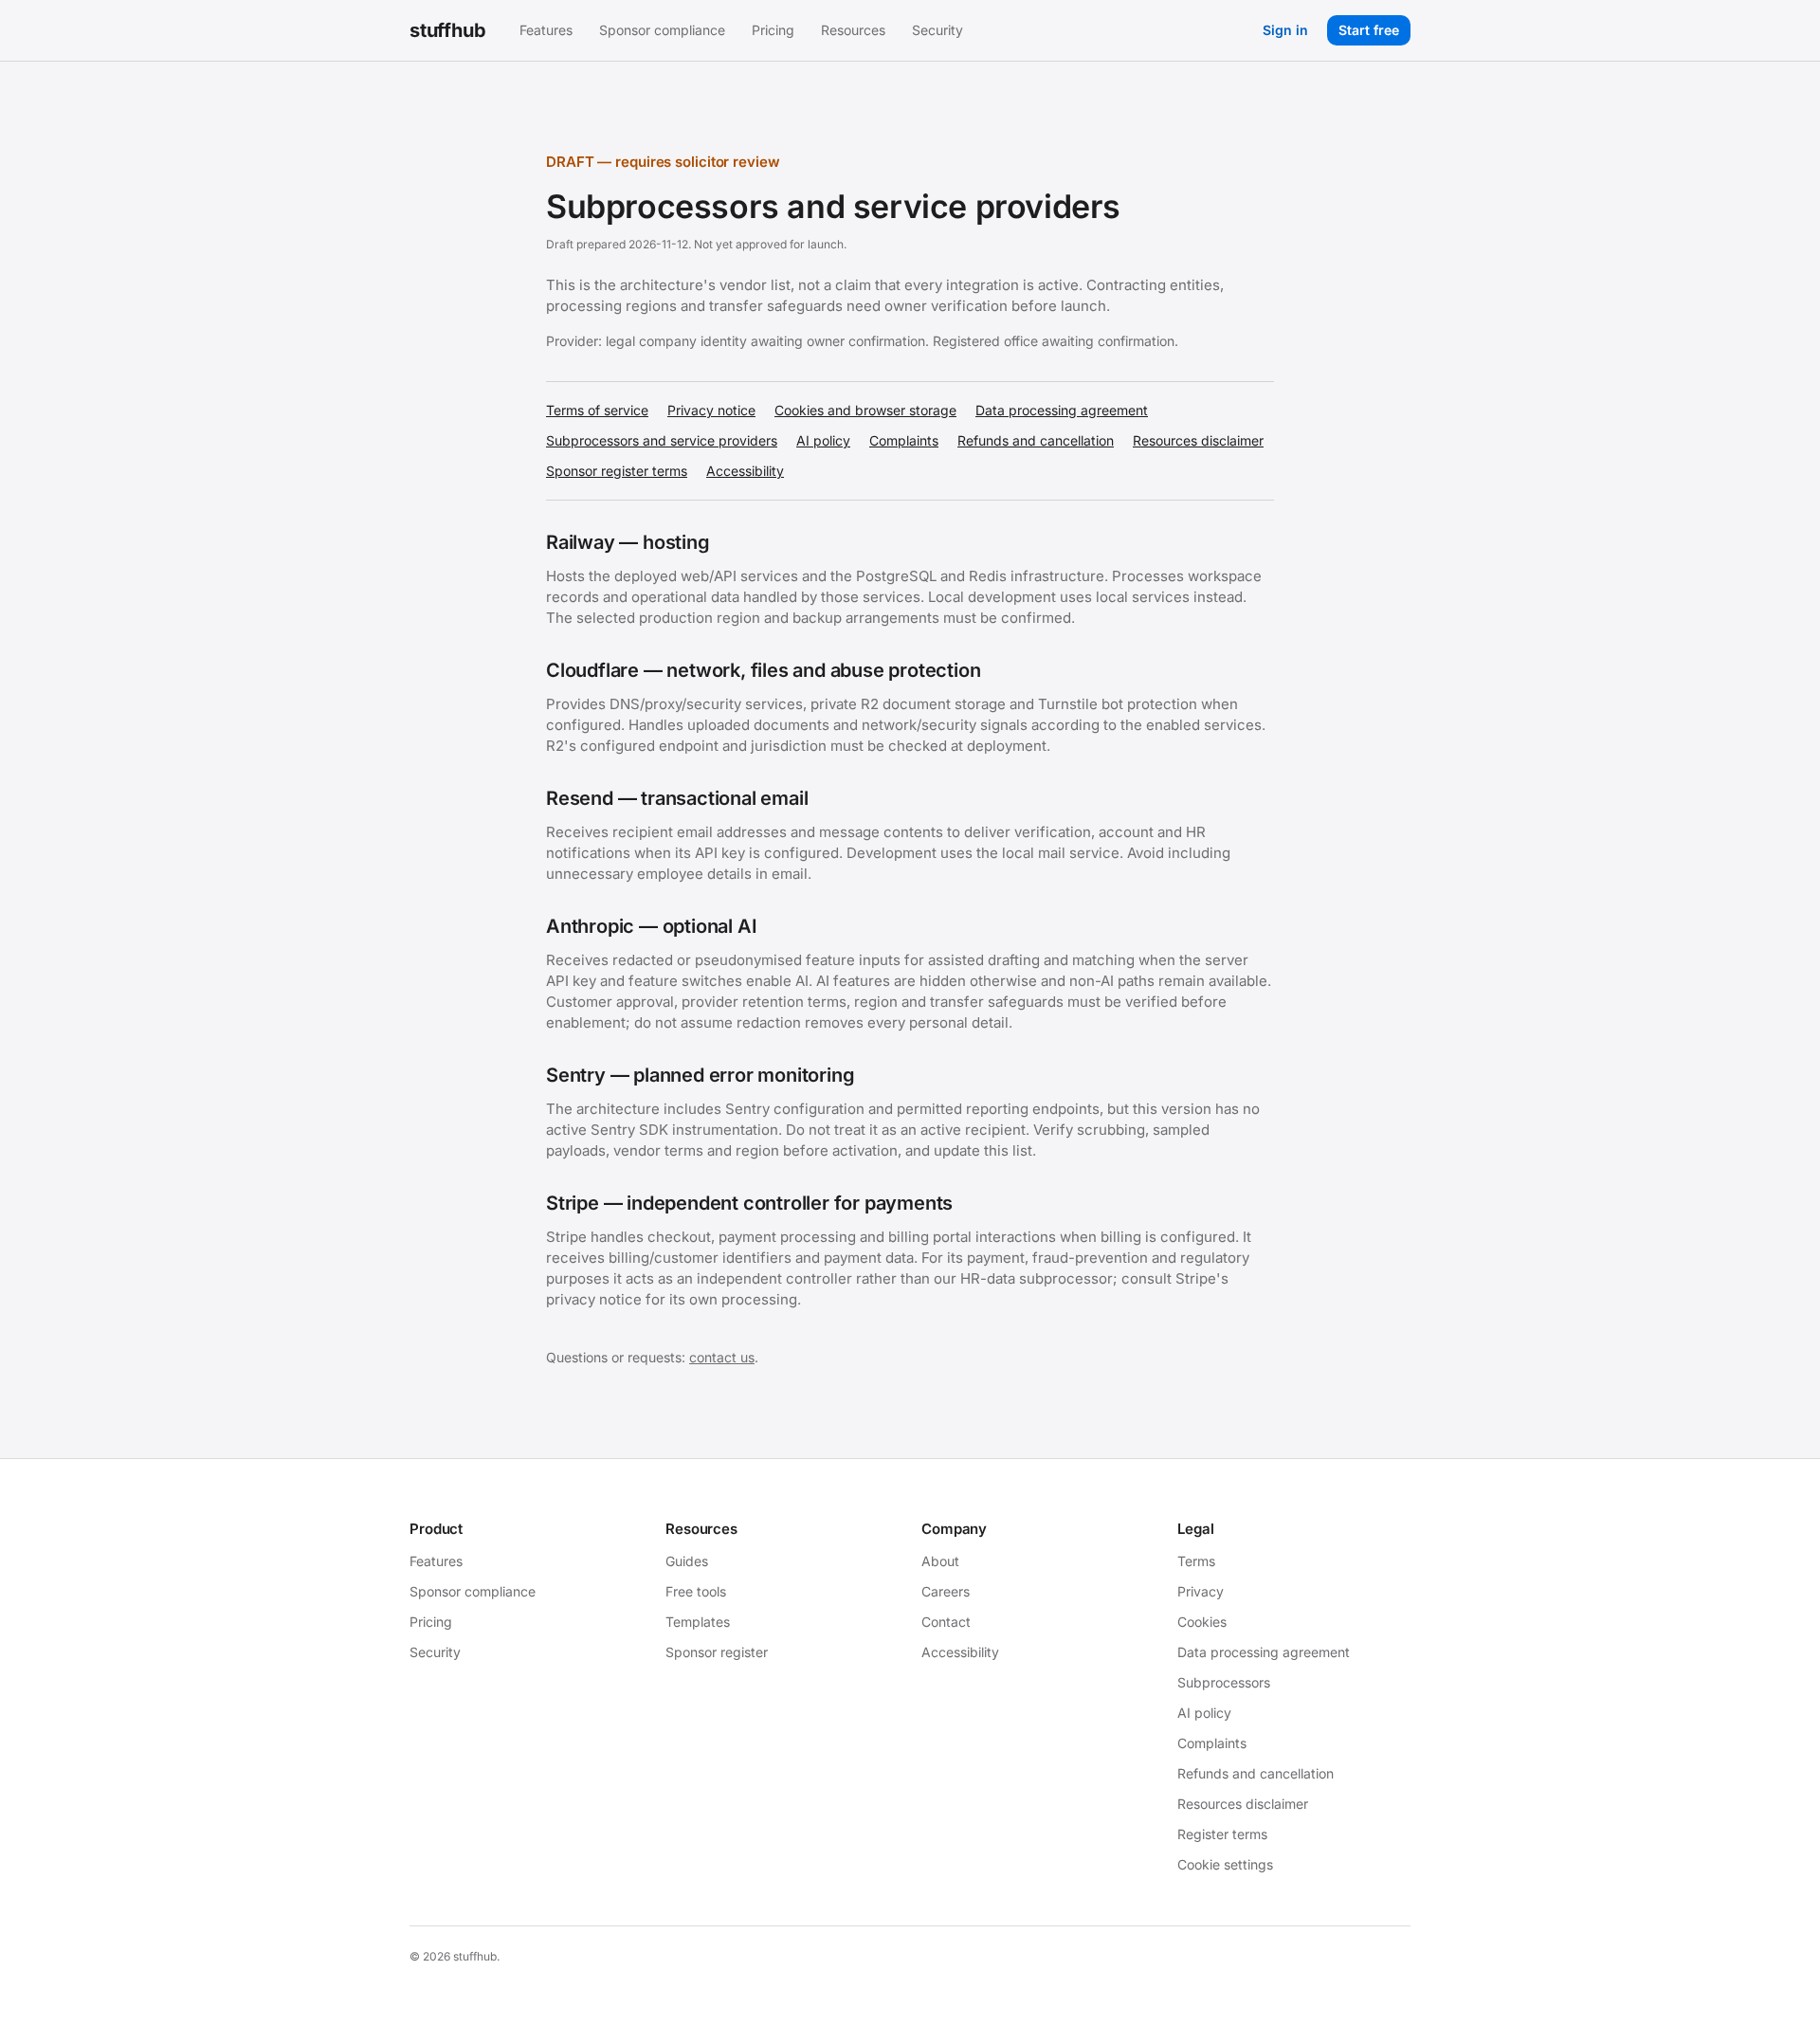 stuffhub Features Sponsor compliance Pricing Resources Security Sign in Start free
DRAFT — requires solicitor review
Subprocessors and service providers
Draft prepared 2026-11-12. Not yet approved for launch.
This is the architecture's vendor list, not a claim that every integration is active. Contracting entities,
processing regions and transfer safeguards need owner verification before launch.
Provider: legal company identity awaiting owner confirmation. Registered office awaiting confirmation.
Terms of service Privacy notice Cookies and browser storage Data processing agreement
Subprocessors and service providers AI policy Complaints Refunds and cancellation Resources disclaimer
Sponsor register terms Accessibility
Railway — hosting
Hosts the deployed web/API services and the PostgreSQL and Redis infrastructure. Processes workspace
records and operational data handled by those services. Local development uses local services instead.
The selected production region and backup arrangements must be confirmed.
Cloudflare — network, files and abuse protection
Provides DNS/proxy/security services, private R2 document storage and Turnstile bot protection when
configured. Handles uploaded documents and network/security signals according to the enabled services.
R2's configured endpoint and jurisdiction must be checked at deployment.
Resend — transactional email
Receives recipient email addresses and message contents to deliver verification, account and HR
notifications when its API key is configured. Development uses the local mail service. Avoid including
unnecessary employee details in email.
Anthropic — optional AI
Receives redacted or pseudonymised feature inputs for assisted drafting and matching when the server
API key and feature switches enable AI. AI features are hidden otherwise and non-AI paths remain available.
Customer approval, provider retention terms, region and transfer safeguards must be verified before
enablement; do not assume redaction removes every personal detail.
Sentry — planned error monitoring
The architecture includes Sentry configuration and permitted reporting endpoints, but this version has no
active Sentry SDK instrumentation. Do not treat it as an active recipient. Verify scrubbing, sampled
payloads, vendor terms and region before activation, and update this list.
Stripe — independent controller for payments
Stripe handles checkout, payment processing and billing portal interactions when billing is configured. It
receives billing/customer identifiers and payment data. For its payment, fraud-prevention and regulatory
purposes it acts as an independent controller rather than our HR-data subprocessor; consult Stripe's
privacy notice for its own processing.
Questions or requests: contact us.
Product
Features
Sponsor compliance
Pricing
Security
Resources
Guides
Free tools
Templates
Sponsor register
Company
About
Careers
Contact
Accessibility
Legal
Terms
Privacy
Cookies
Data processing agreement
Subprocessors
AI policy
Complaints
Refunds and cancellation
Resources disclaimer
Register terms
Cookie settings
© 2026 stuffhub.